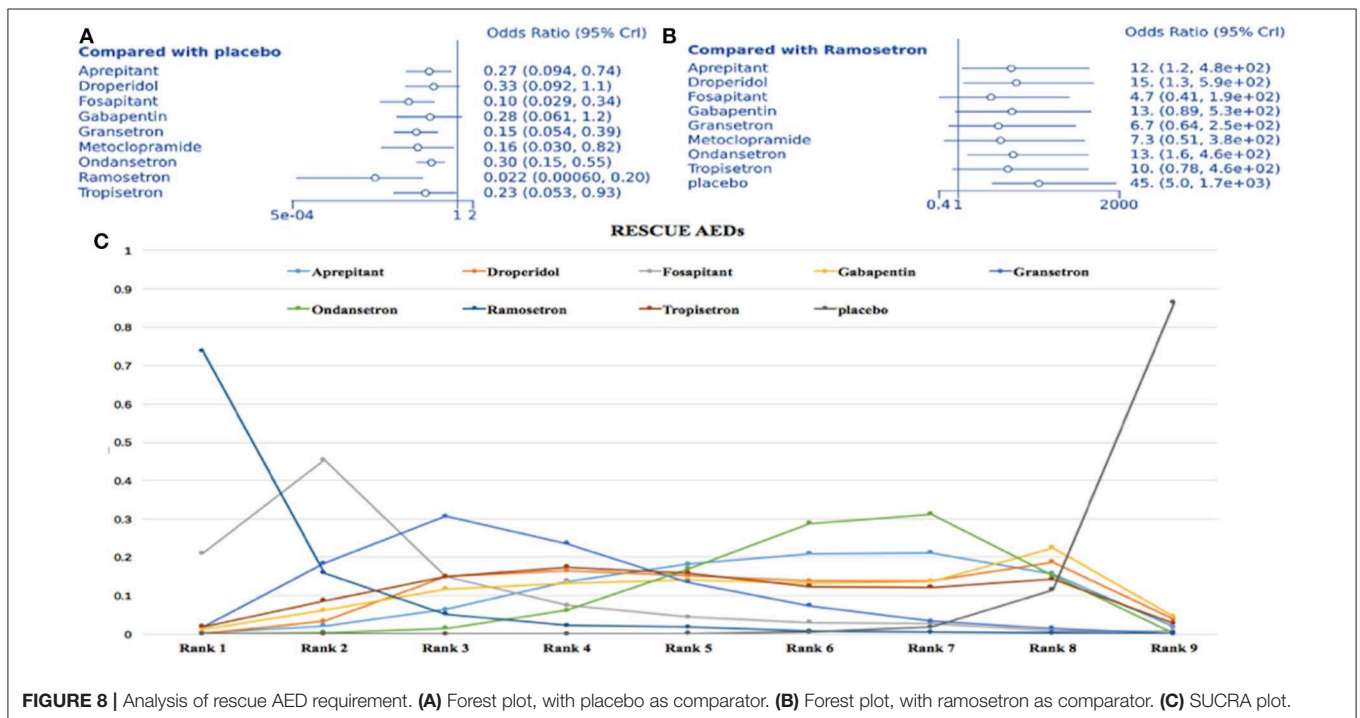 A
Odds Ratio (95% CrI)
Compared with placebo
Aprepitant 0.27 (0.094, 0.74)
Droperidol 0.33 (0.092, 1.1)
Fosapitant 0.10 (0.029, 0.34)
Gabapentin 0.28 (0.061, 1.2)
Gransetron 0.15 (0.054, 0.39)
Metoclopramide 0.16 (0.030, 0.82)
Ondansetron 0.30 (0.15, 0.55)
Ramosetron 0.022 (0.00060, 0.20)
Tropisetron 0.23 (0.053, 0.93)
5e-04 1 2
B
Odds Ratio (95% CrI)
Compared with Ramosetron
Aprepitant 12. (1.2, 4.8e+02)
Droperidol 15. (1.3, 5.9e+02)
Fosapitant 4.7 (0.41, 1.9e+02)
Gabapentin 13. (0.89, 5.3e+02)
Gransetron 6.7 (0.64, 2.5e+02)
Metoclopramide 7.3 (0.51, 3.8e+02)
Ondansetron 13. (1.6, 4.6e+02)
Tropisetron 10. (0.78, 4.6e+02)
placebo 45. (5.0, 1.7e+03)
0.4 1 2000
C
RESCUE AEDs
1
0.9
0.8
0.7
0.6
0.5
0.4
0.3
0.2
0.1
0
Aprepitant Droperidol Fosapitant Gabapentin Gransetron
Ondansetron Ramosetron Tropisetron placebo
Rank 1 Rank 2 Rank 3 Rank 4 Rank 5 Rank 6 Rank 7 Rank 8 Rank 9
FIGURE 8 | Analysis of rescue AED requirement. (A) Forest plot, with placebo as comparator. (B) Forest plot, with ramosetron as comparator. (C) SUCRA plot.